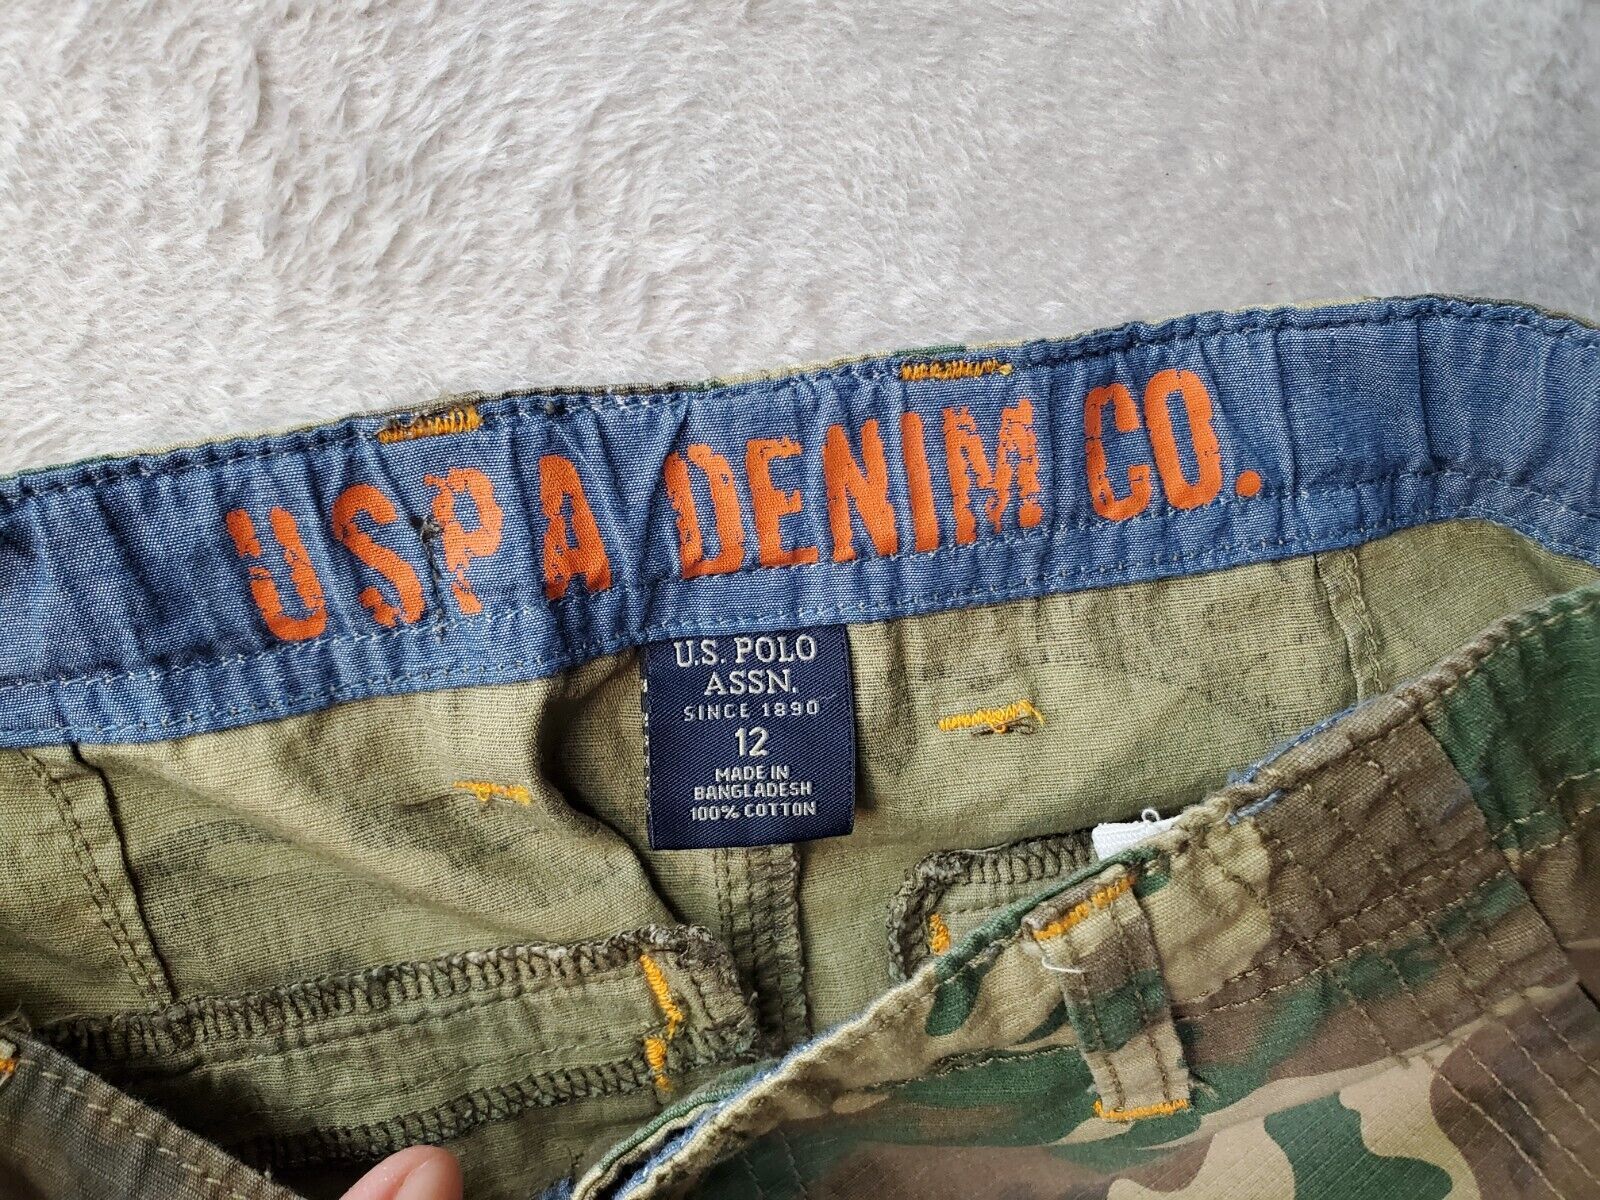 USPA DENIM CO.
U.S. POLO
ASSN.
SINCE 1890
12
MADE IN
BANGLADESH
100% COTTON